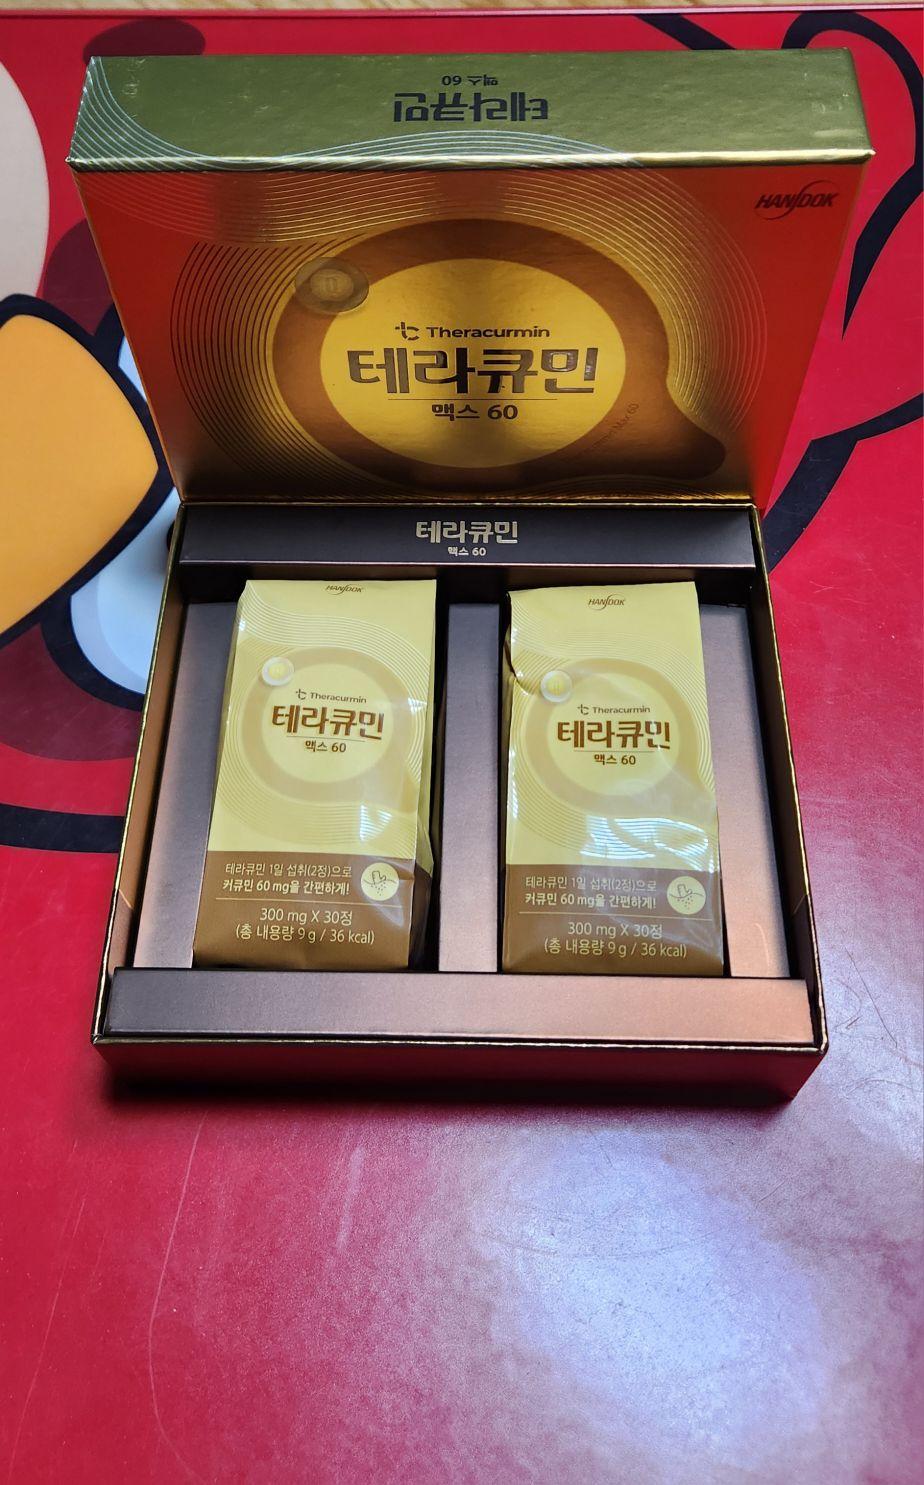 맥스 60
테라큐민
HANDOK
Theracurmin
테라큐민
맥스 60
테라큐민
맥스 60
HANDOK
Theracurmin
테라큐민
맥스 60
테라큐민 1일 섭취(2정)으로
커큐민 60 mg을 간편하게!
300 mg X 30정
(총 내용량 9 g / 36 kcal)
HANDOK
Theracurmin
테라큐민
맥스 60
테라큐민 1일 섭취(2정)으로
커큐민 60 mg을 간편하게!
300 mg X 30정
(총 내용량 9 g / 36 kcal)